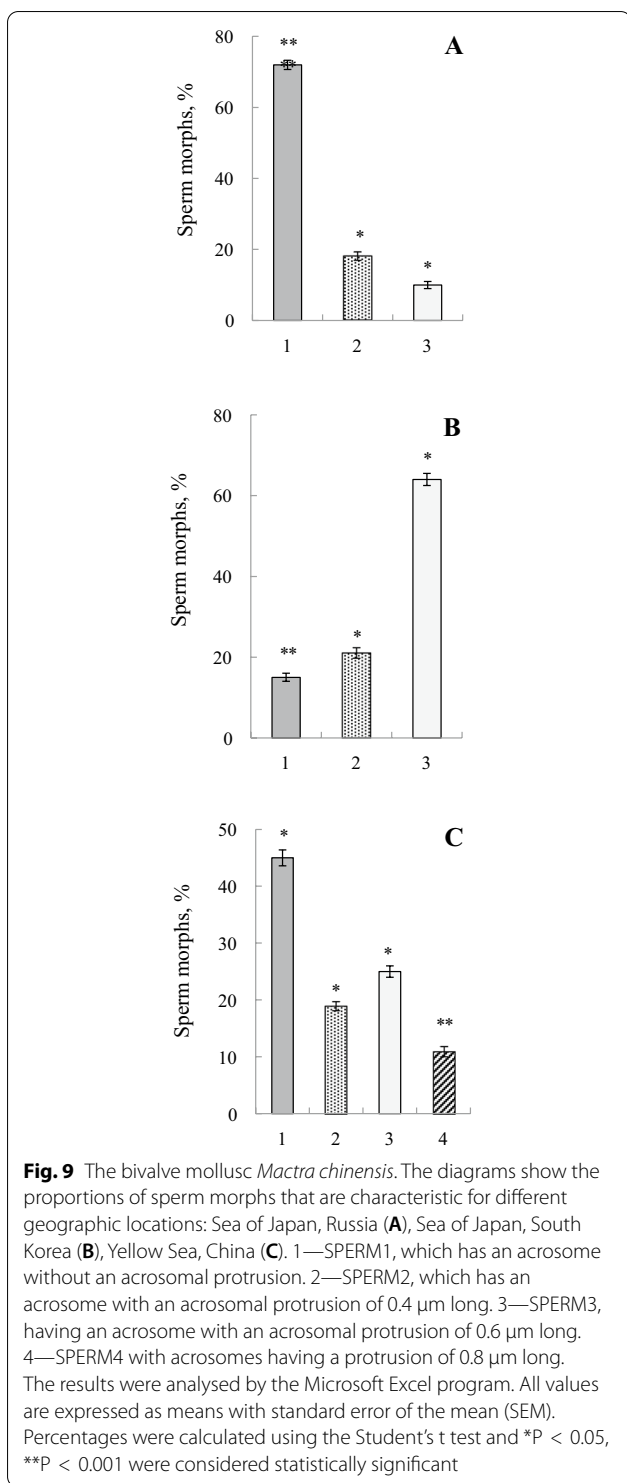 **
**
A
80
60
40
20
0
Sperm morphs, %
*
*
1 2 3
B
80
60
40
20
0
Sperm morphs, %
**
*
*
1 2 3
C
50
40
30
20
10
0
Sperm morphs, %
*
*
*
**
1 2 3 4
Fig. 9 The bivalve mollusc Mactra chinensis. The diagrams show the
proportions of sperm morphs that are characteristic for different
geographic locations: Sea of Japan, Russia (A), Sea of Japan, South
Korea (B), Yellow Sea, China (C). 1—SPERM1, which has an acrosome
without an acrosomal protrusion. 2—SPERM2, which has an
acrosome with an acrosomal protrusion of 0.4 μm long. 3—SPERM3,
having an acrosome with an acrosomal protrusion of 0.6 μm long.
4—SPERM4 with acrosomes having a protrusion of 0.8 μm long.
The results were analysed by the Microsoft Excel program. All values
are expressed as means with standard error of the mean (SEM).
Percentages were calculated using the Student's t test and *P < 0.05,
**P < 0.001 were considered statistically significant